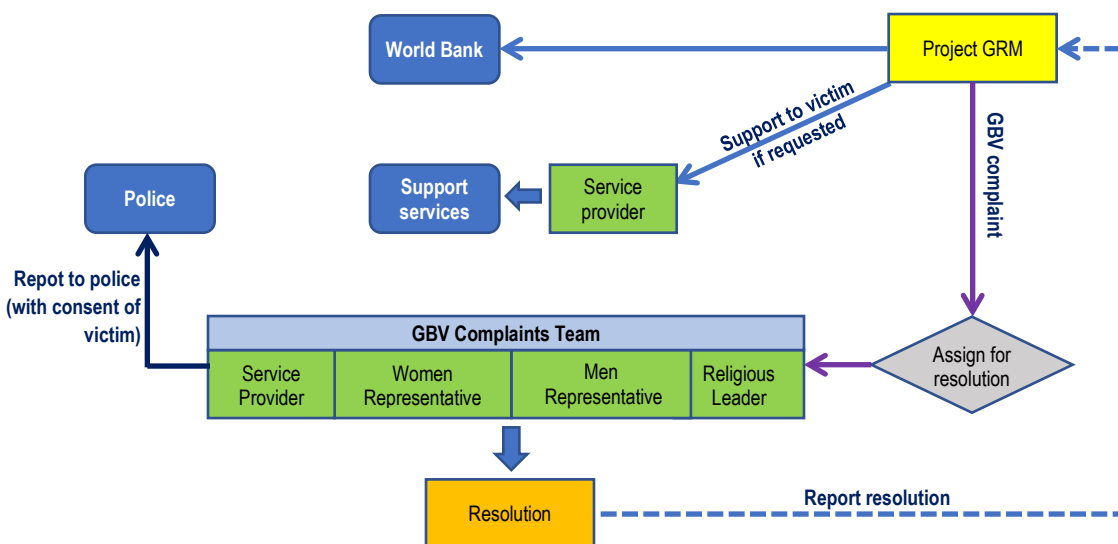 World Bank
Project GRM
Support to victim
if requested
GBV
complaint
Police
Support
services
Service
provider
Repot to police
(with consent of
victim)
GBV Complaints Team
Service
Provider
Women
Representative
Men
Representative
Religious
Leader
Assign for
resolution
Resolution
Report resolution